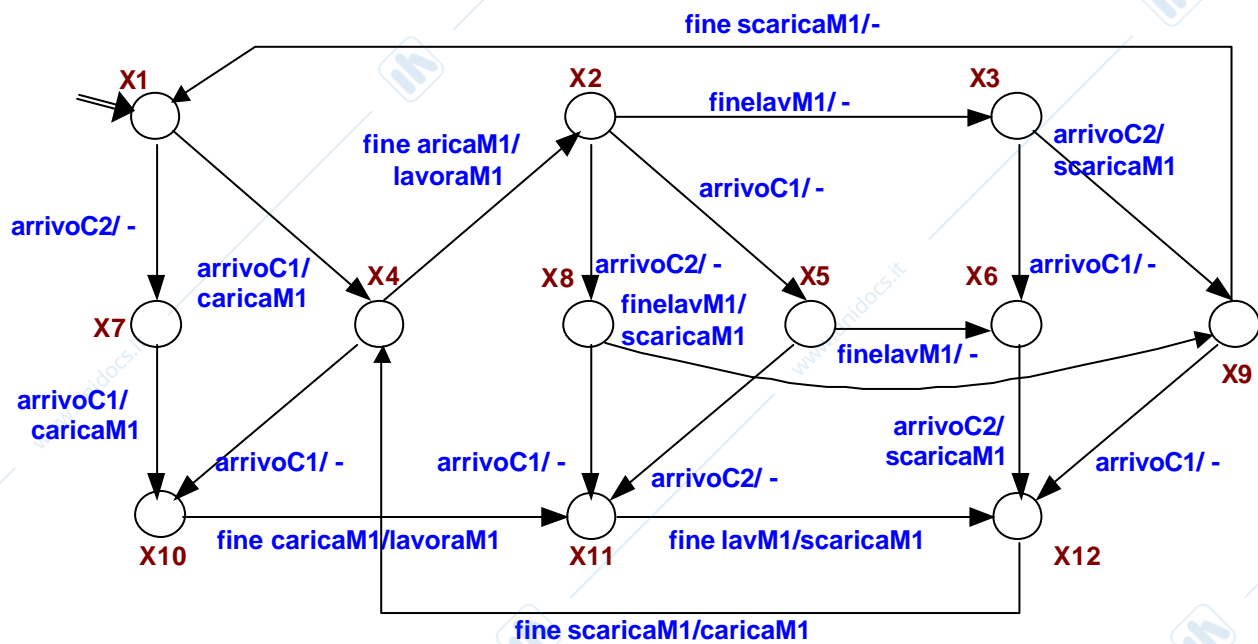 fine scaricaM1/-
X1
X2
X3
finelavM1/ -
fine aricaM1/
lavoraM1
arrivoC2/
scaricaM1
arrivoC1/ -
arrivoC2/ -
arrivoC1/
caricaM1
X4
X8
arrivoC2/ -
X5
X6
arrivoC1/ -
X7
finelavM1/
scaricaM1
finelavM1/ -
X9
arrivoC1/
caricaM1
arrivoC1/ -
arrivoC1/ -
arrivoC2/ -
arrivoC2/
scaricaM1
arrivoC1/ -
fine caricaM1/lavoraM1
fine lavM1/scaricaM1
X10
X11
X12
fine scaricaM1/caricaM1